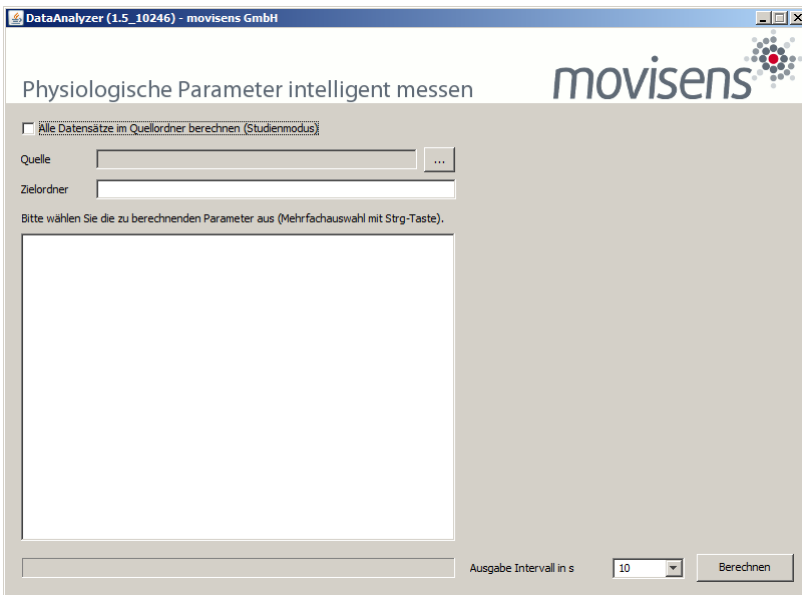 DataAnalyzer (1.5_10246) - movisens GmbH
Physiologische Parameter intelligent messen
movisens
Alle Datensätze im Quellordner berechnen (Studienmodus)
Quelle
...
Zielordner
Bitte wählen Sie die zu berechnenden Parameter aus (Mehrfachauswahl mit Strg-Taste).
Ausgabe Intervall in s
10
Berechnen